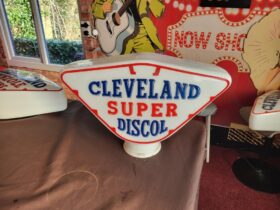 NOW SHO
CLEVELAND
SUPER
DISCOL